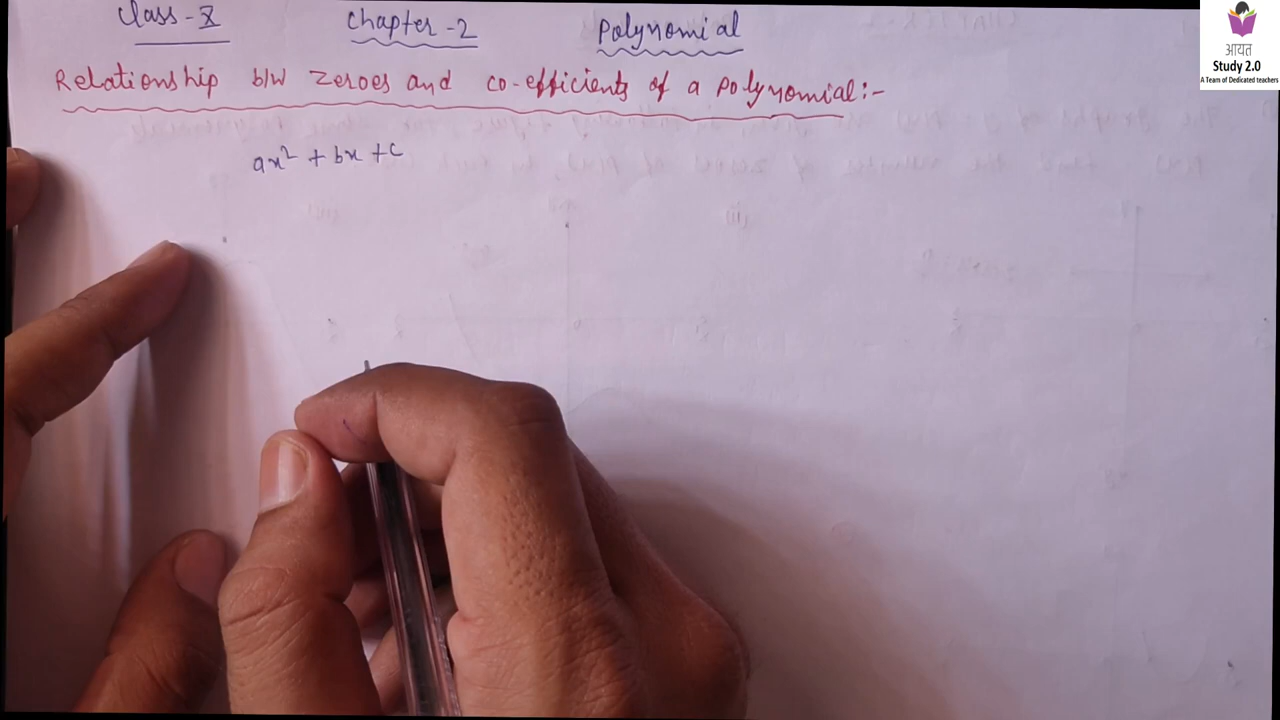 Class - X Chapter - 2 Polynomial
Relationship b/w zeroes and co-efficients of a polynomial:-
ax² + bx + c
आयत
Study 2.0
A Team of Dedicated teachers